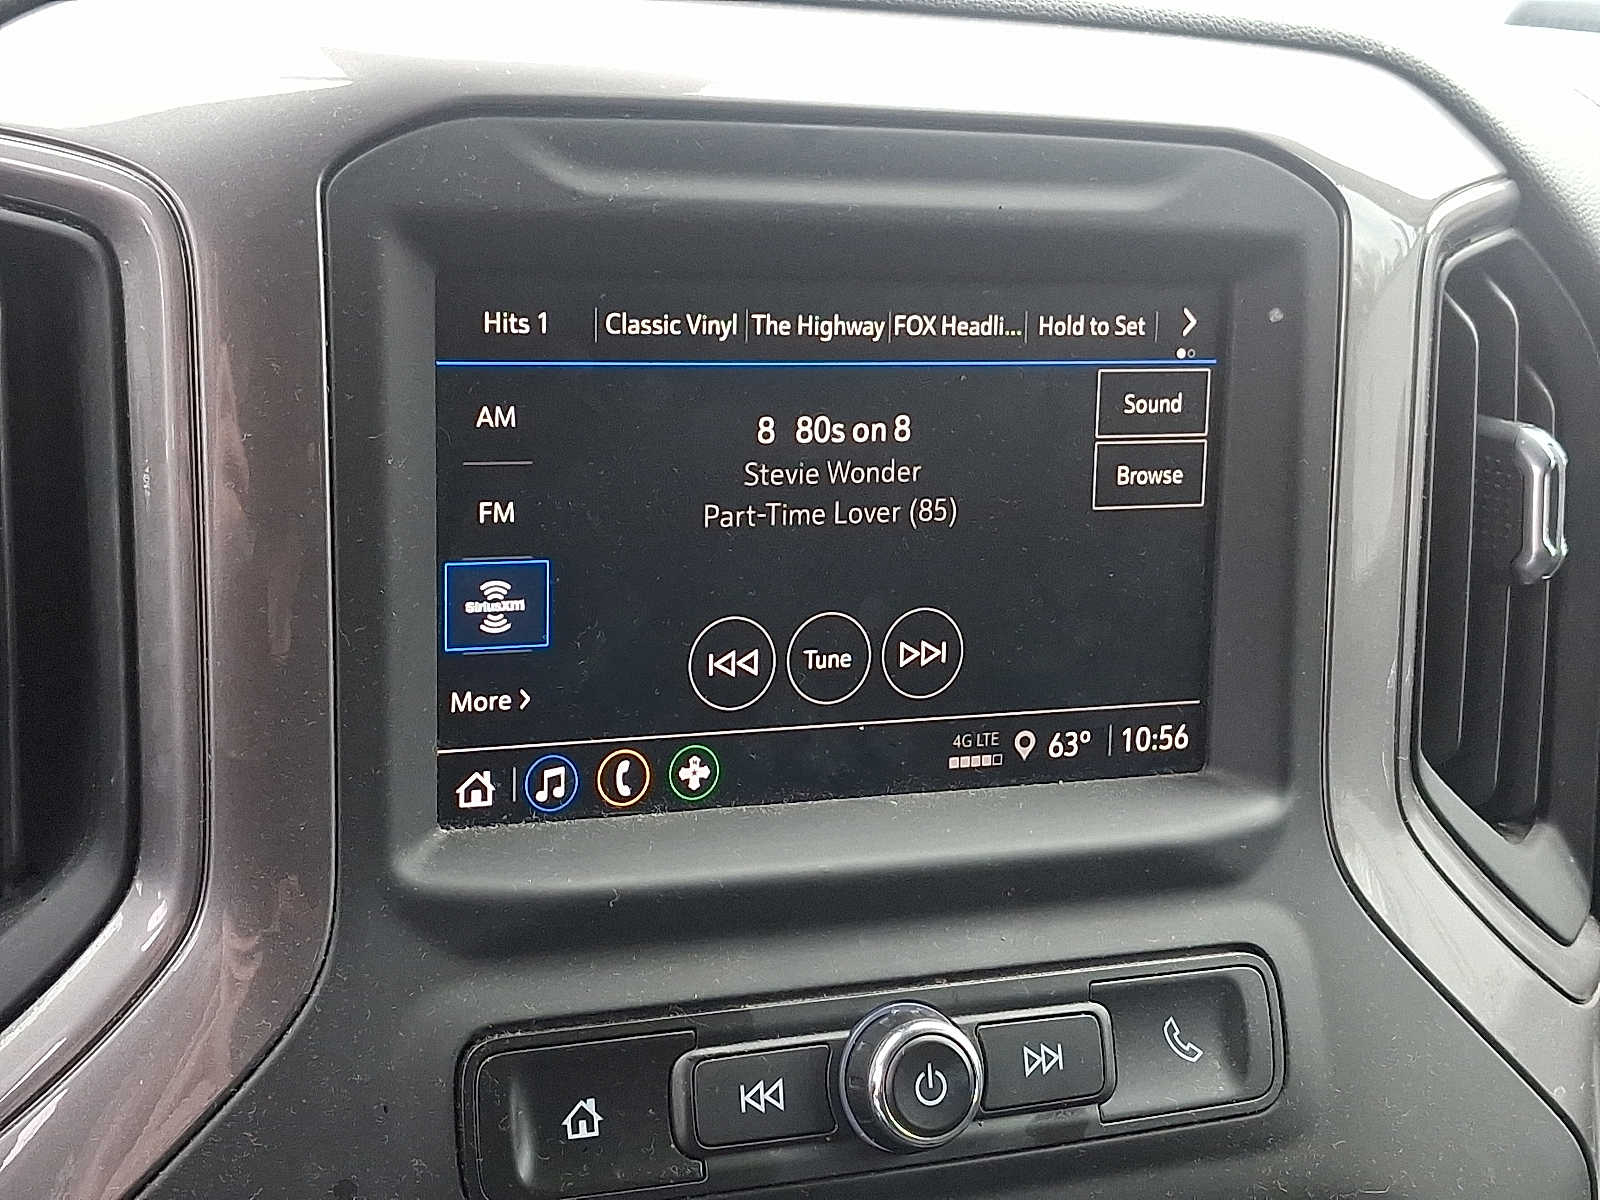 Hits 1 Classic Vinyl The Highway FOX Headli... Hold to Set
Sound
AM
8 80s on 8
Stevie Wonder
Browse
FM
Part-Time Lover (85)
SiriusXM
Tune
More
4G LTE 63° 10:56